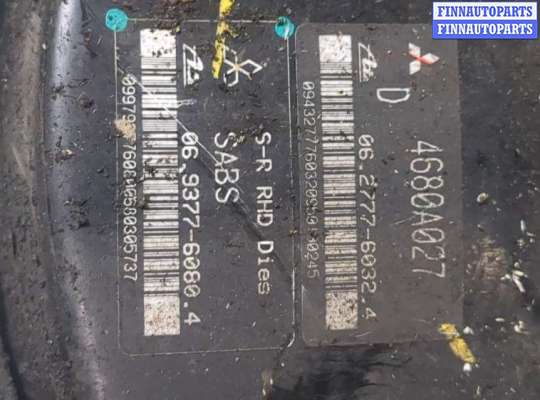 FINNAUTOPARTS
FINNAUTOPARTS
D
4680A027
06.2777-6032.4
S-R RHD Dies
SABS
06.9377-6080.4